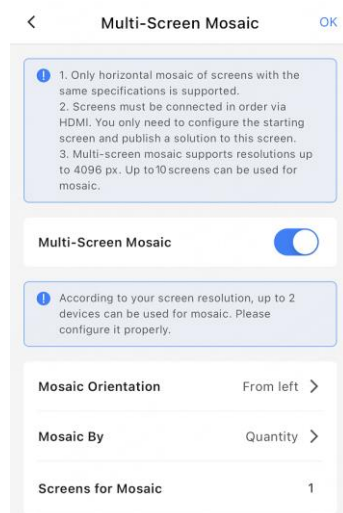 Multi-Screen Mosaic OK
1. Only horizontal mosaic of screens with the
same specifications is supported.
2. Screens must be connected in order via
HDMI. You only need to configure the starting
screen and publish a solution to this screen.
3. Multi-screen mosaic supports resolutions up
to 4096 px. Up to10 screens can be used for
mosaic.
Multi-Screen Mosaic
According to your screen resolution, up to 2
devices can be used for mosaic. Please
configure it properly.
Mosaic Orientation From left
Mosaic By Quantity
Screens for Mosaic 1